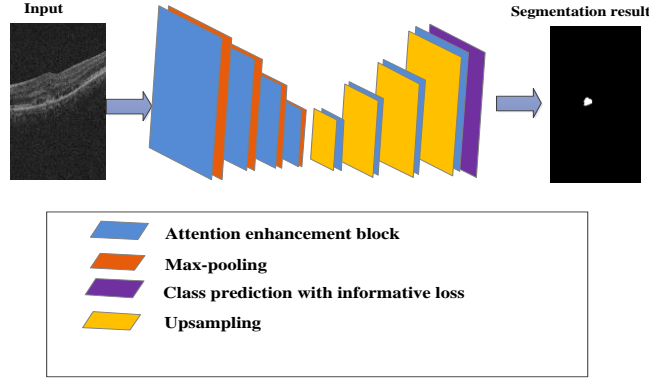 Input
Segmentation result
Attention enhancement block
Max-pooling
Class prediction with informative loss
Upsampling